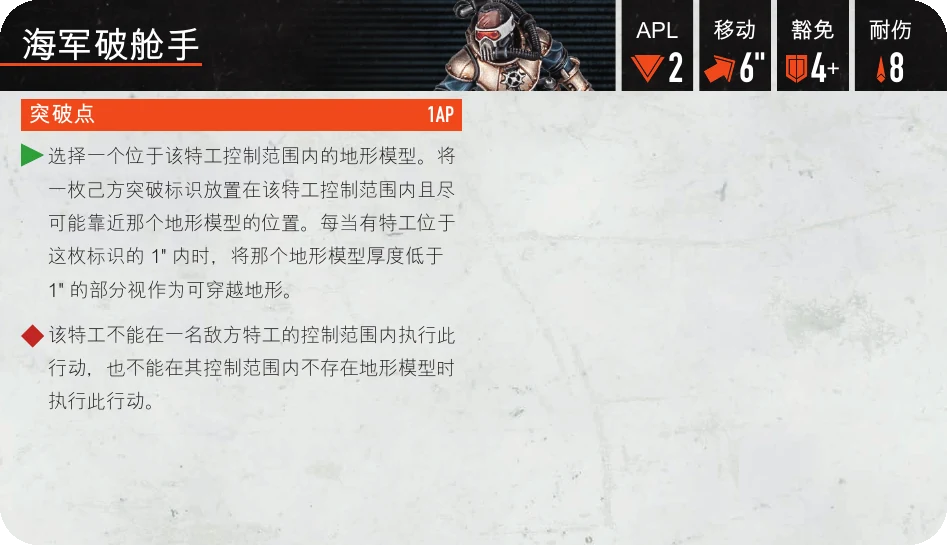 海军破舱手
APL 移动 豁免 耐伤
2 6" 4+ 8
突破点 1AP
选择一个位于该特工控制范围内的地形模型。将
一枚己方突破标识放置在该特工控制范围内且尽
可能靠近那个地形模型的位置。每当有特工位于
这枚标识的 1" 内时，将那个地形模型厚度低于
1" 的部分视作为可穿越地形。
该特工不能在一名敌方特工的控制范围内执行此
行动，也不能在其控制范围内不存在地形模型时
执行此行动。